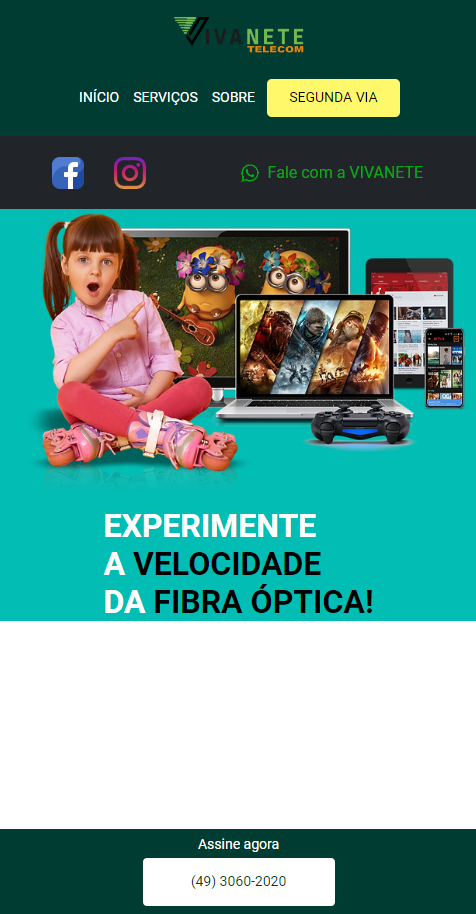 VIVANETE
TELECOM
INÍCIO SERVIÇOS SOBRE SEGUNDA VIA
Fale com a VIVANETE
EXPERIMENTE
A VELOCIDADE
DA FIBRA ÓPTICA!
Assine agora
(49) 3060-2020